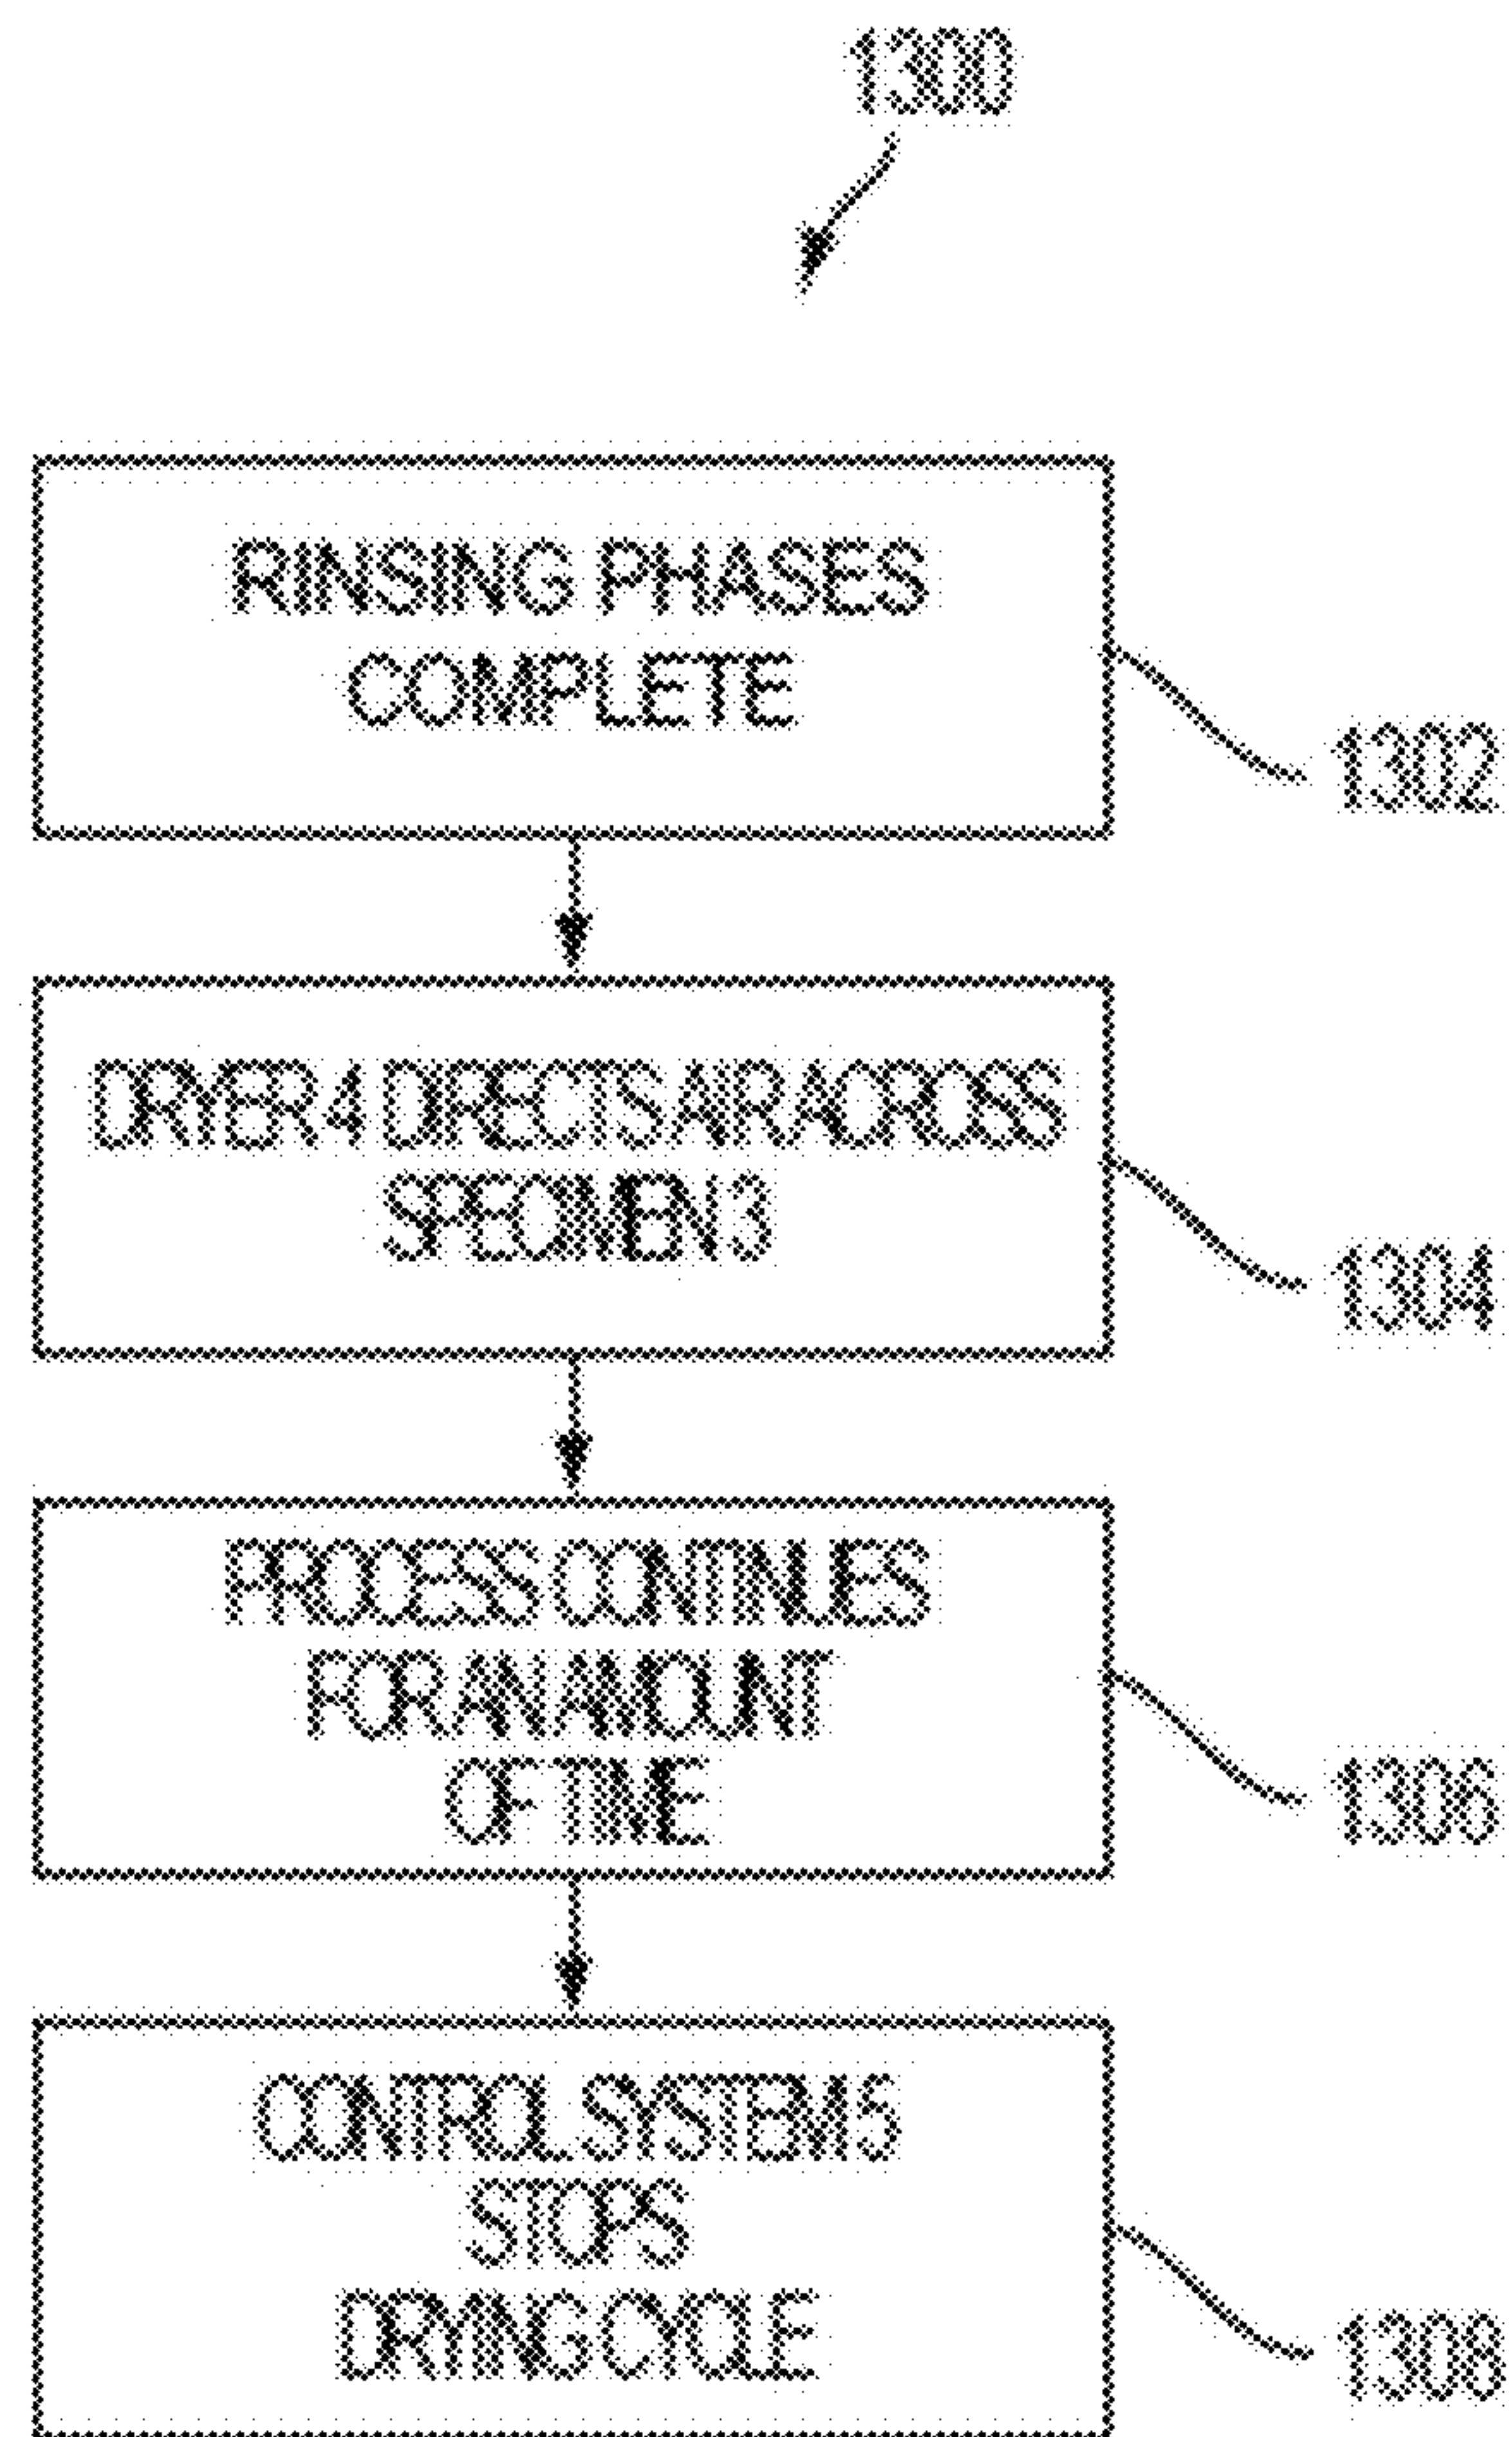 1300
RINSING PHASES
COMPLETE
1302
DRYER 4 DIRECTS AIR ACROSS
SPECIMEN 3
1304
PROCESS CONTINUES
FOR AN AMOUNT
OF TIME
1306
CONTROL SYSTEM 5
STOPS
DRYING CYCLE
1308